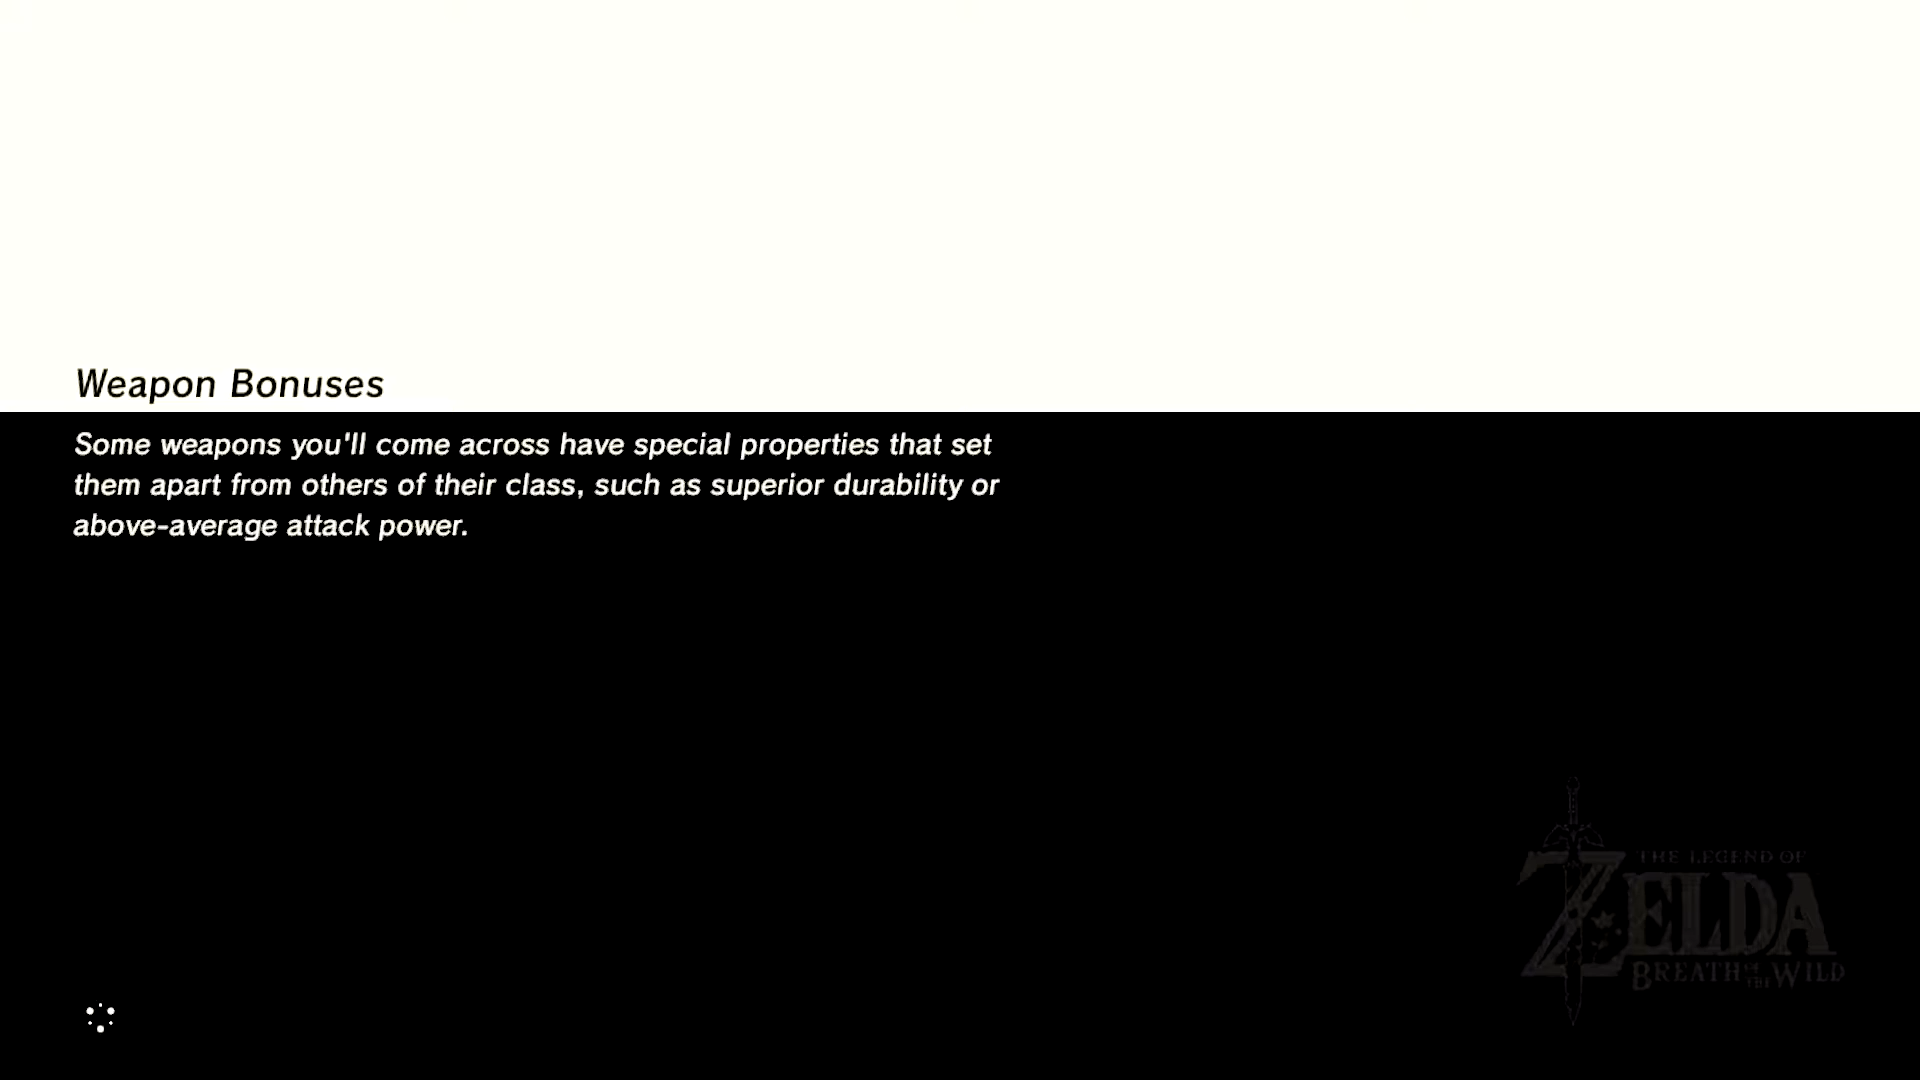 Weapon Bonuses
Some weapons you'll come across have special properties that set
them apart from others of their class, such as superior durability or
above-average attack power.
THE LEGEND OF
ZELDA
BREATH OF THE WILD